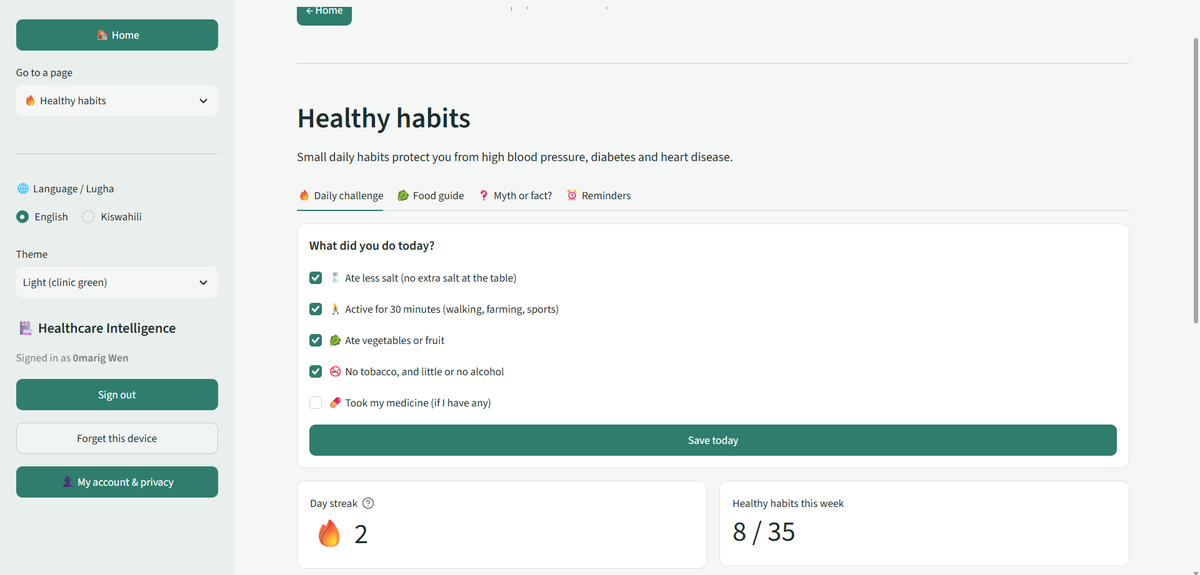 Home
Go to a page
Healthy habits
Language / Lugha
English
Kiswahili
Theme
Light (clinic green)
Healthcare Intelligence
Signed in as 0marig Wen
Sign out
Forget this device
My account & privacy
← Home
Healthy habits
Small daily habits protect you from high blood pressure, diabetes and heart disease.
Daily challenge
Food guide
Myth or fact?
Reminders
What did you do today?
Ate less salt (no extra salt at the table)
Active for 30 minutes (walking, farming, sports)
Ate vegetables or fruit
No tobacco, and little or no alcohol
Took my medicine (if I have any)
Save today
Day streak
2
Healthy habits this week
8 / 35